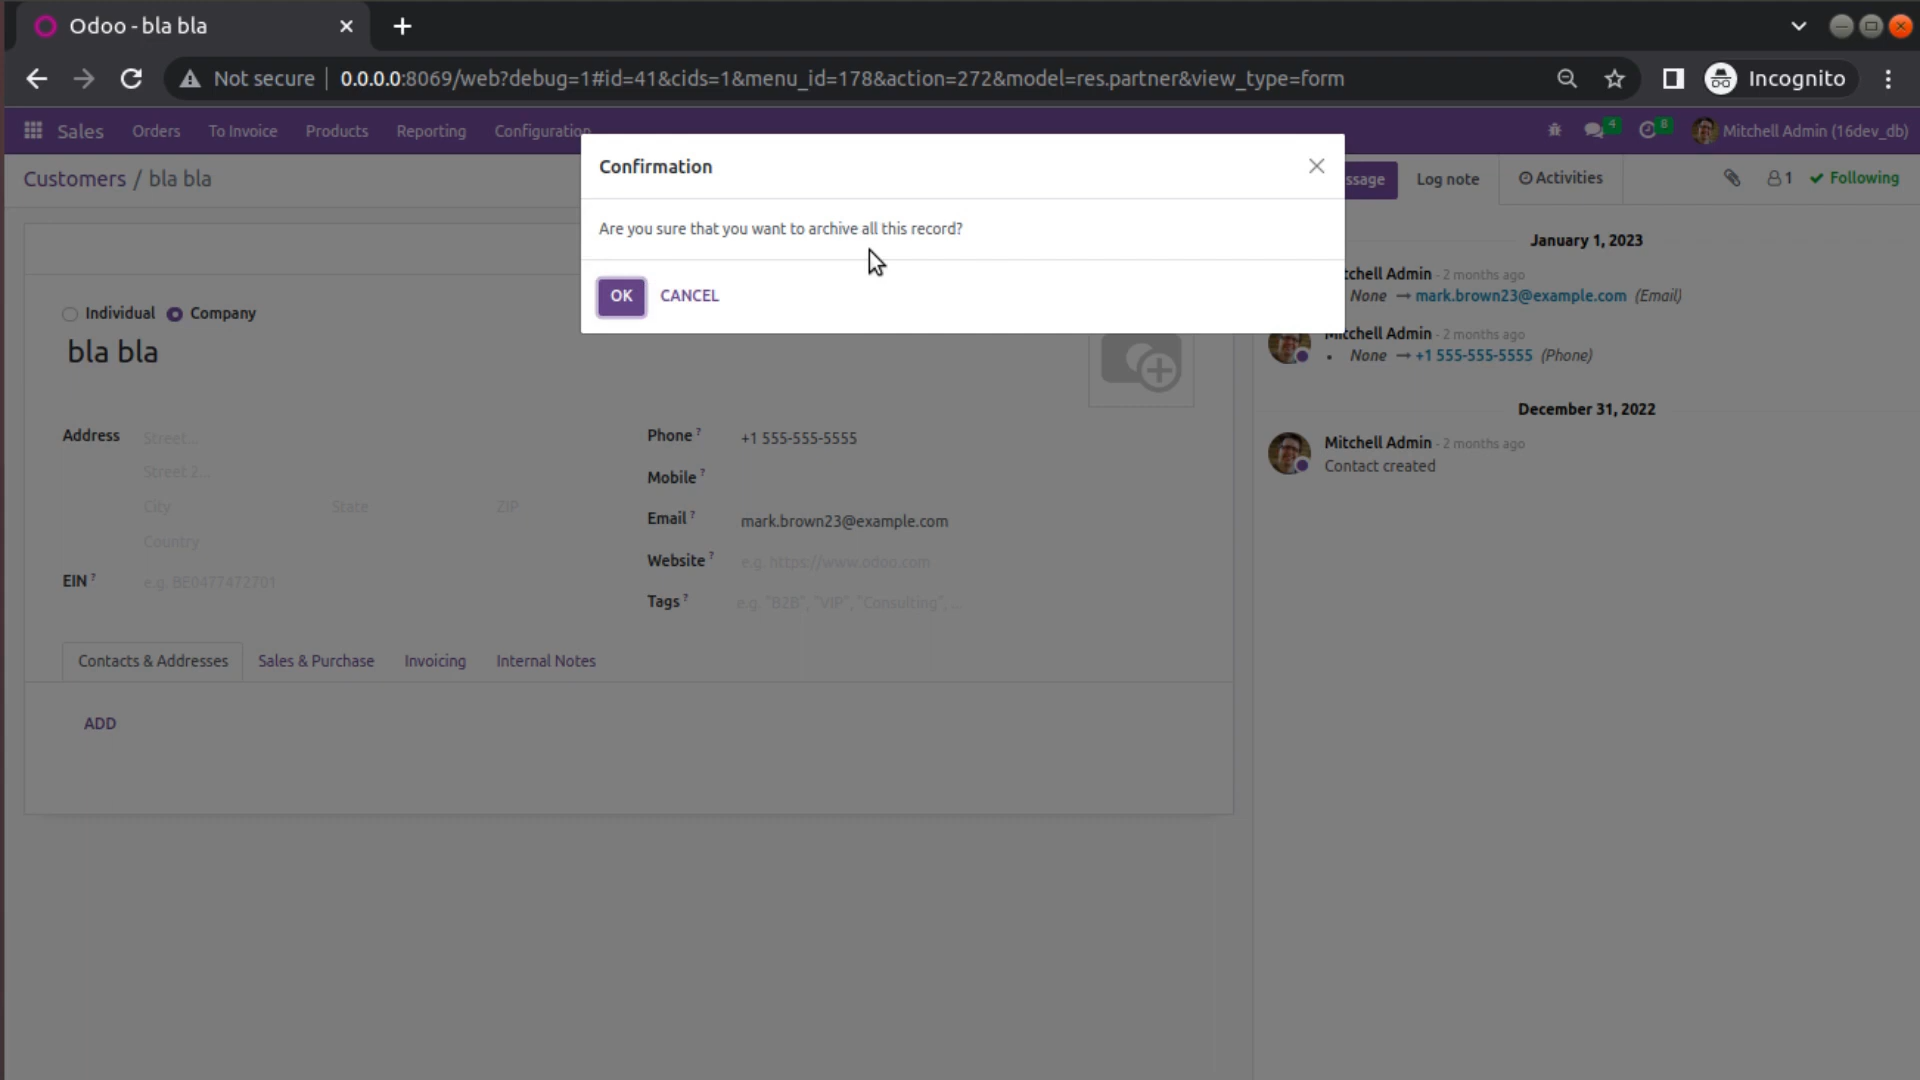 Odoo - bla bla
Not secure
0.0.0.0:8069/web?debug=1#id=41&cids=1&menu_id=178&action=272&model=res.partner&view_type=form
Incognito
Sales Orders To Invoice Products Reporting Configuration
4 8 Mitchell Admin (16dev_db)
Customers / bla bla
Confirmation
ssage Log note Activities 1 Following
Are you sure that you want to archive all this record?
OK CANCEL
Individual Company
bla bla
Address
Street...
Street 2...
City State ZIP
Country
EIN ?
e.g. BE0477472701
Phone ? +1 555-555-5555
Mobile ?
Email ? mark.brown23@example.com
Website ? e.g. https://www.odoo.com
Tags ? e.g. "B2B", "VIP", "Consulting", ...
Contacts & Addresses Sales & Purchase Invoicing Internal Notes
ADD
January 1, 2023
tchell Admin - 2 months ago
None → mark.brown23@example.com (Email)
Mitchell Admin - 2 months ago
• None → +1 555-555-5555 (Phone)
December 31, 2022
Mitchell Admin - 2 months ago
Contact created